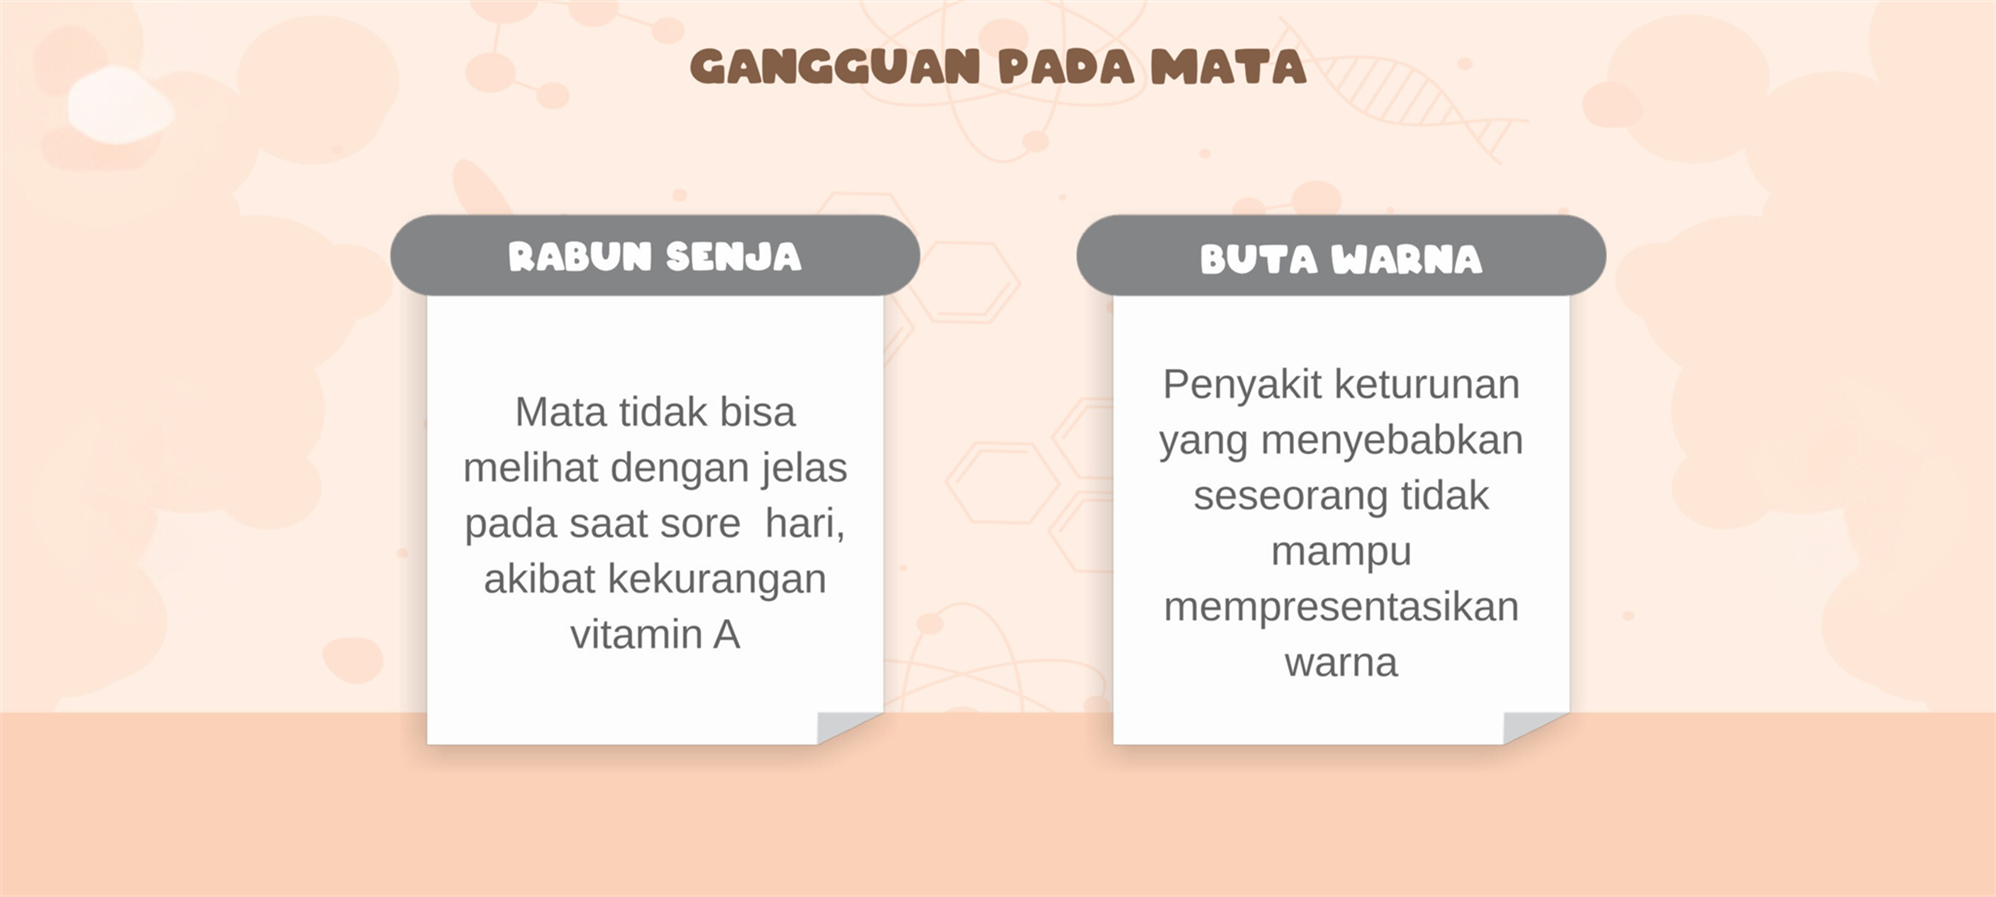 GANGGUAN PADA MATA
RABUN SENJA
Mata tidak bisa
melihat dengan jelas
pada saat sore  hari,
akibat kekurangan
vitamin A
BUTA WARNA
Penyakit keturunan
yang menyebabkan
seseorang tidak
mampu
mempresentasikan
warna